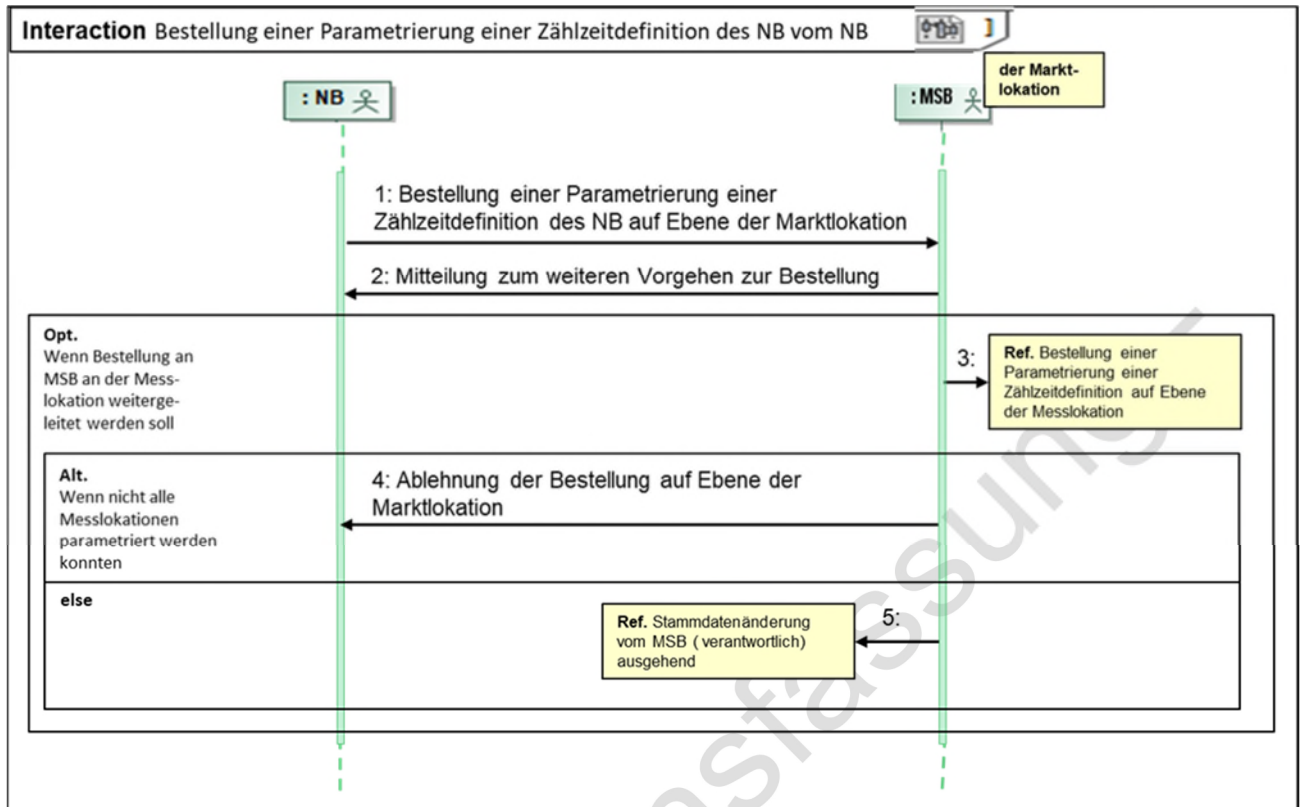 Interaction Bestellung einer Parametrierung einer Zählzeitdefinition des NB vom NB
der Markt-
lokation
: NB
: MSB
1: Bestellung einer Parametrierung einer
Zählzeitdefinition des NB auf Ebene der Marktlokation
2: Mitteilung zum weiteren Vorgehen zur Bestellung
Opt.
Wenn Bestellung an
MSB an der Mess-
lokation weiterge-
leitet werden soll
3:
Ref. Bestellung einer
Parametrierung einer
Zählzeitdefinition auf Ebene
der Messlokation
Alt.
Wenn nicht alle
Messlokationen
parametriert werden
konnten
4: Ablehnung der Bestellung auf Ebene der
Marktlokation
else
Ref. Stammdatenänderung
vom MSB ( verantwortlich)
ausgehend
5: